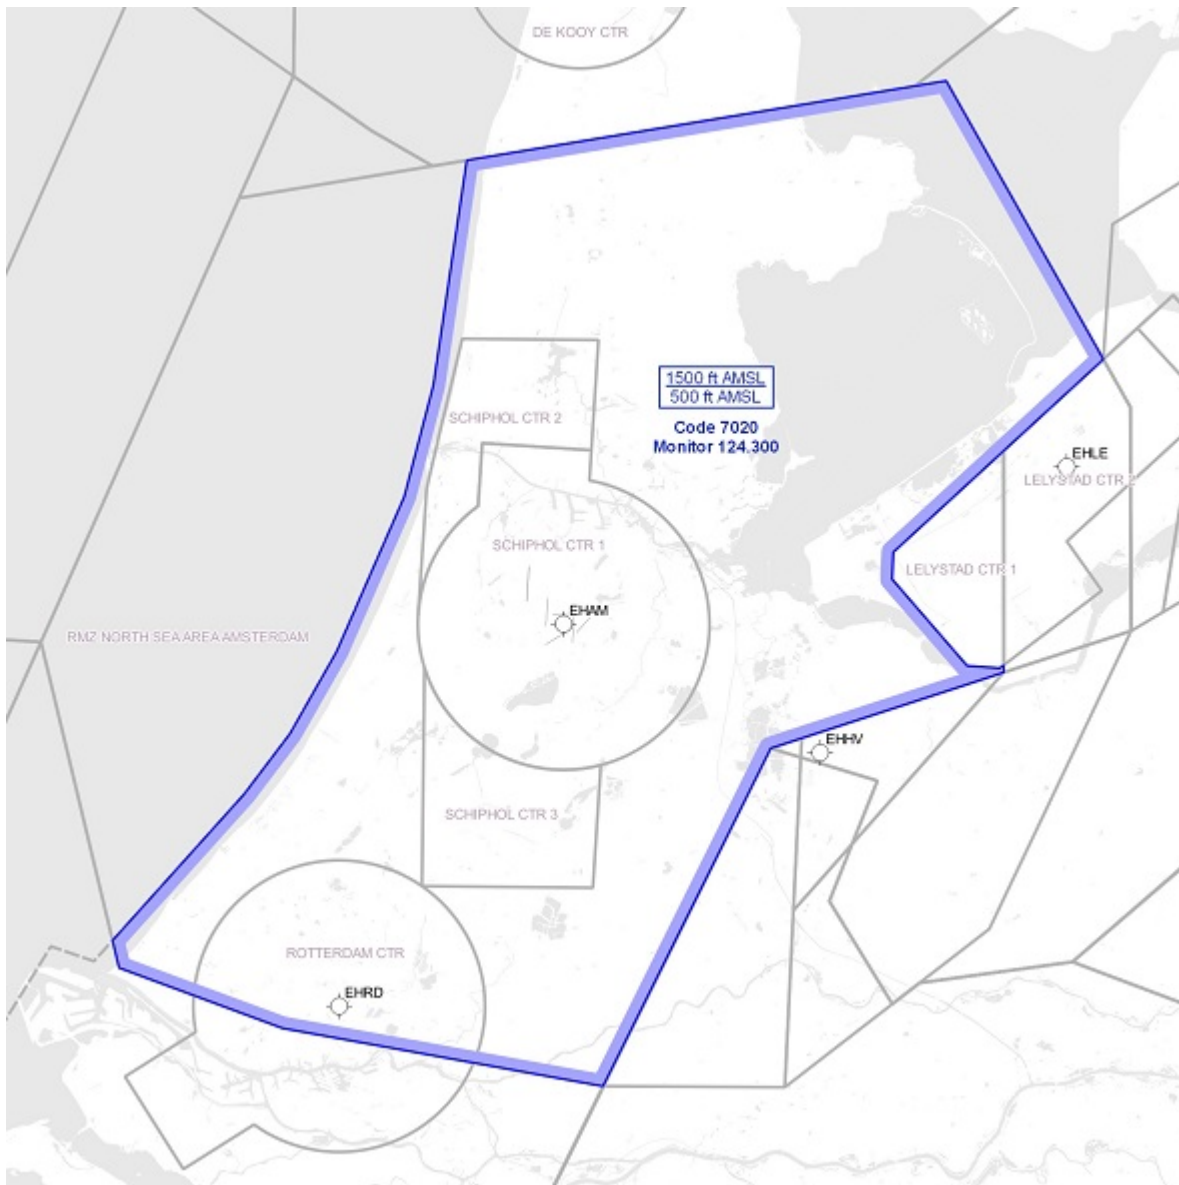 DE KOOY CTR
1500 ft AMSL
500 ft AMSL
Code 7020
Monitor 124.300
SCHIPHOL CTR 2
EHLE
LELYSTAD CTR 2
SCHIPHOL CTR 1
LELYSTAD CTR 1
EHAM
RMZ NORTH SEA AREA AMSTERDAM
EHHV
SCHIPHOL CTR 3
ROTTERDAM CTR
EHRD